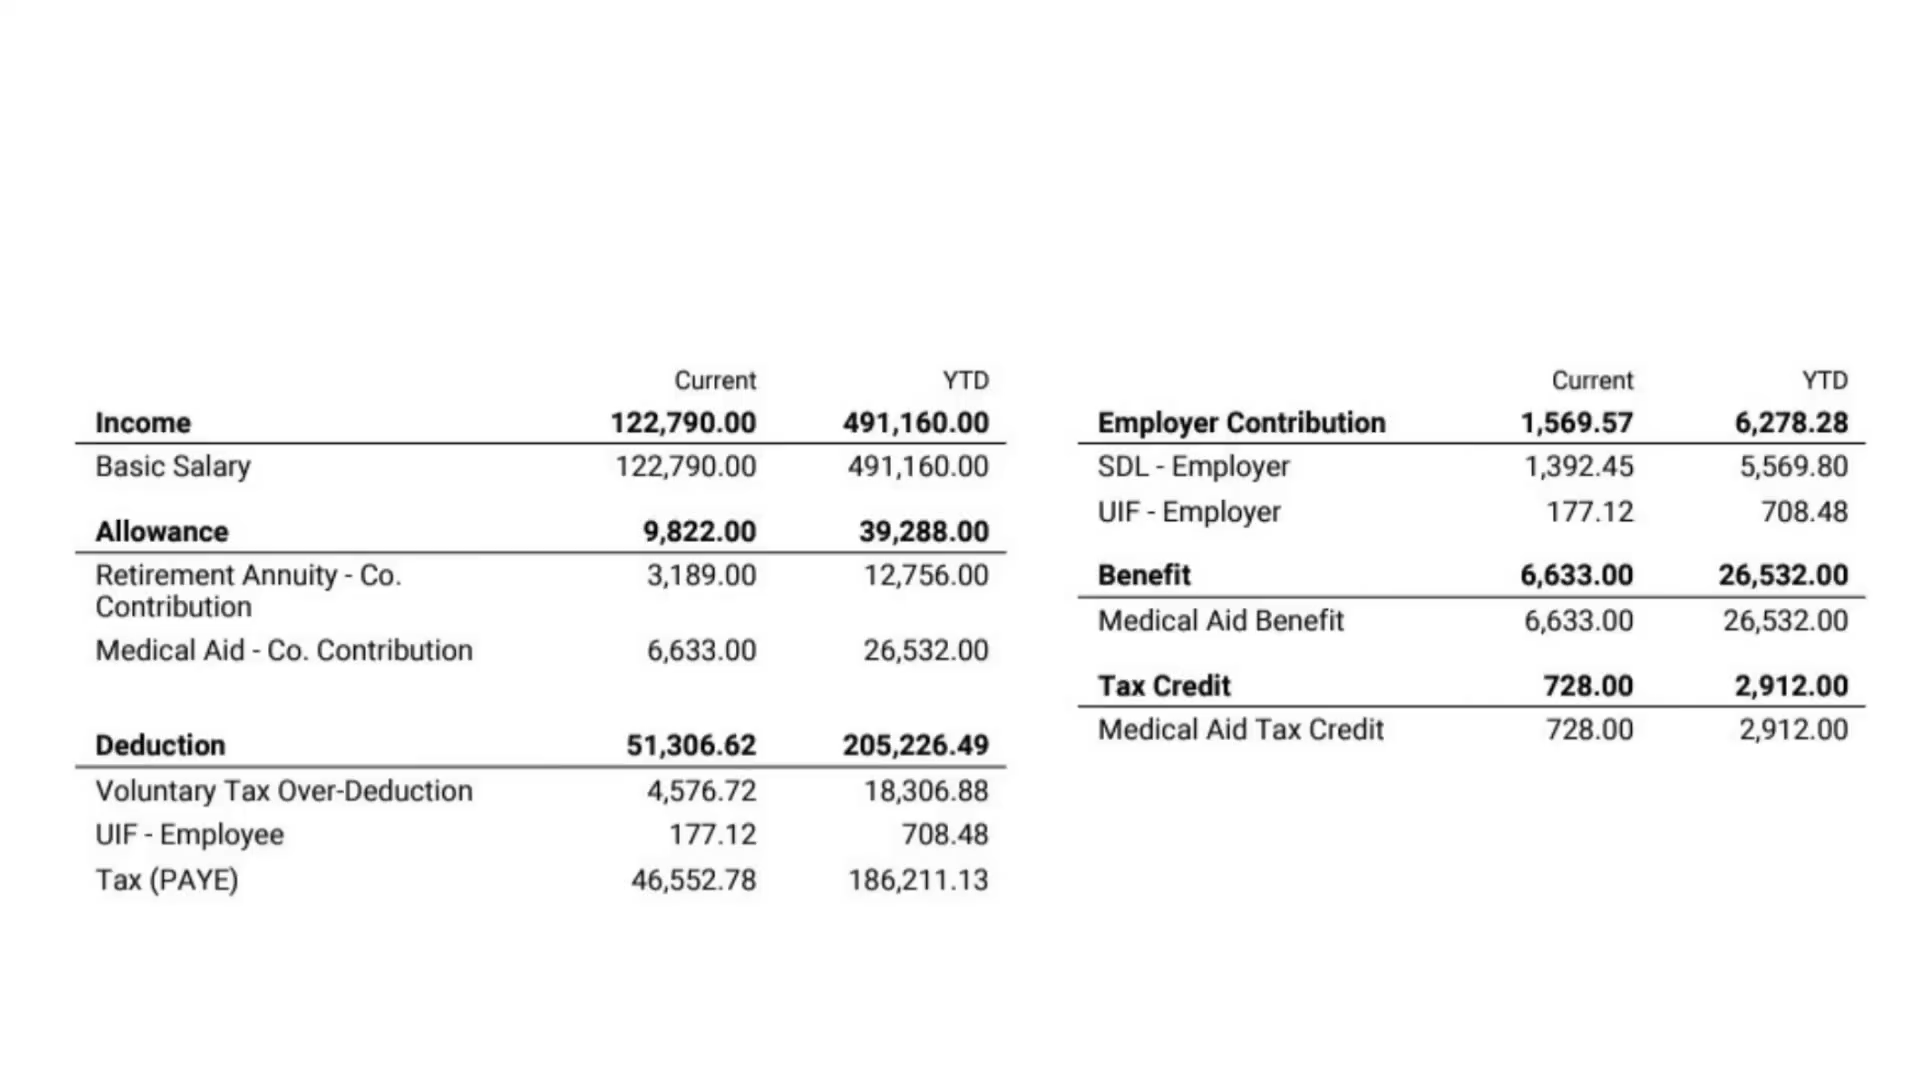 Current YTD
Income 122,790.00 491,160.00
Basic Salary 122,790.00 491,160.00
Allowance 9,822.00 39,288.00
Retirement Annuity - Co.
Contribution 3,189.00 12,756.00
Medical Aid - Co. Contribution 6,633.00 26,532.00
Deduction 51,306.62 205,226.49
Voluntary Tax Over-Deduction 4,576.72 18,306.88
UIF - Employee 177.12 708.48
Tax (PAYE) 46,552.78 186,211.13
Current YTD
Employer Contribution 1,569.57 6,278.28
SDL - Employer 1,392.45 5,569.80
UIF - Employer 177.12 708.48
Benefit 6,633.00 26,532.00
Medical Aid Benefit 6,633.00 26,532.00
Tax Credit 728.00 2,912.00
Medical Aid Tax Credit 728.00 2,912.00